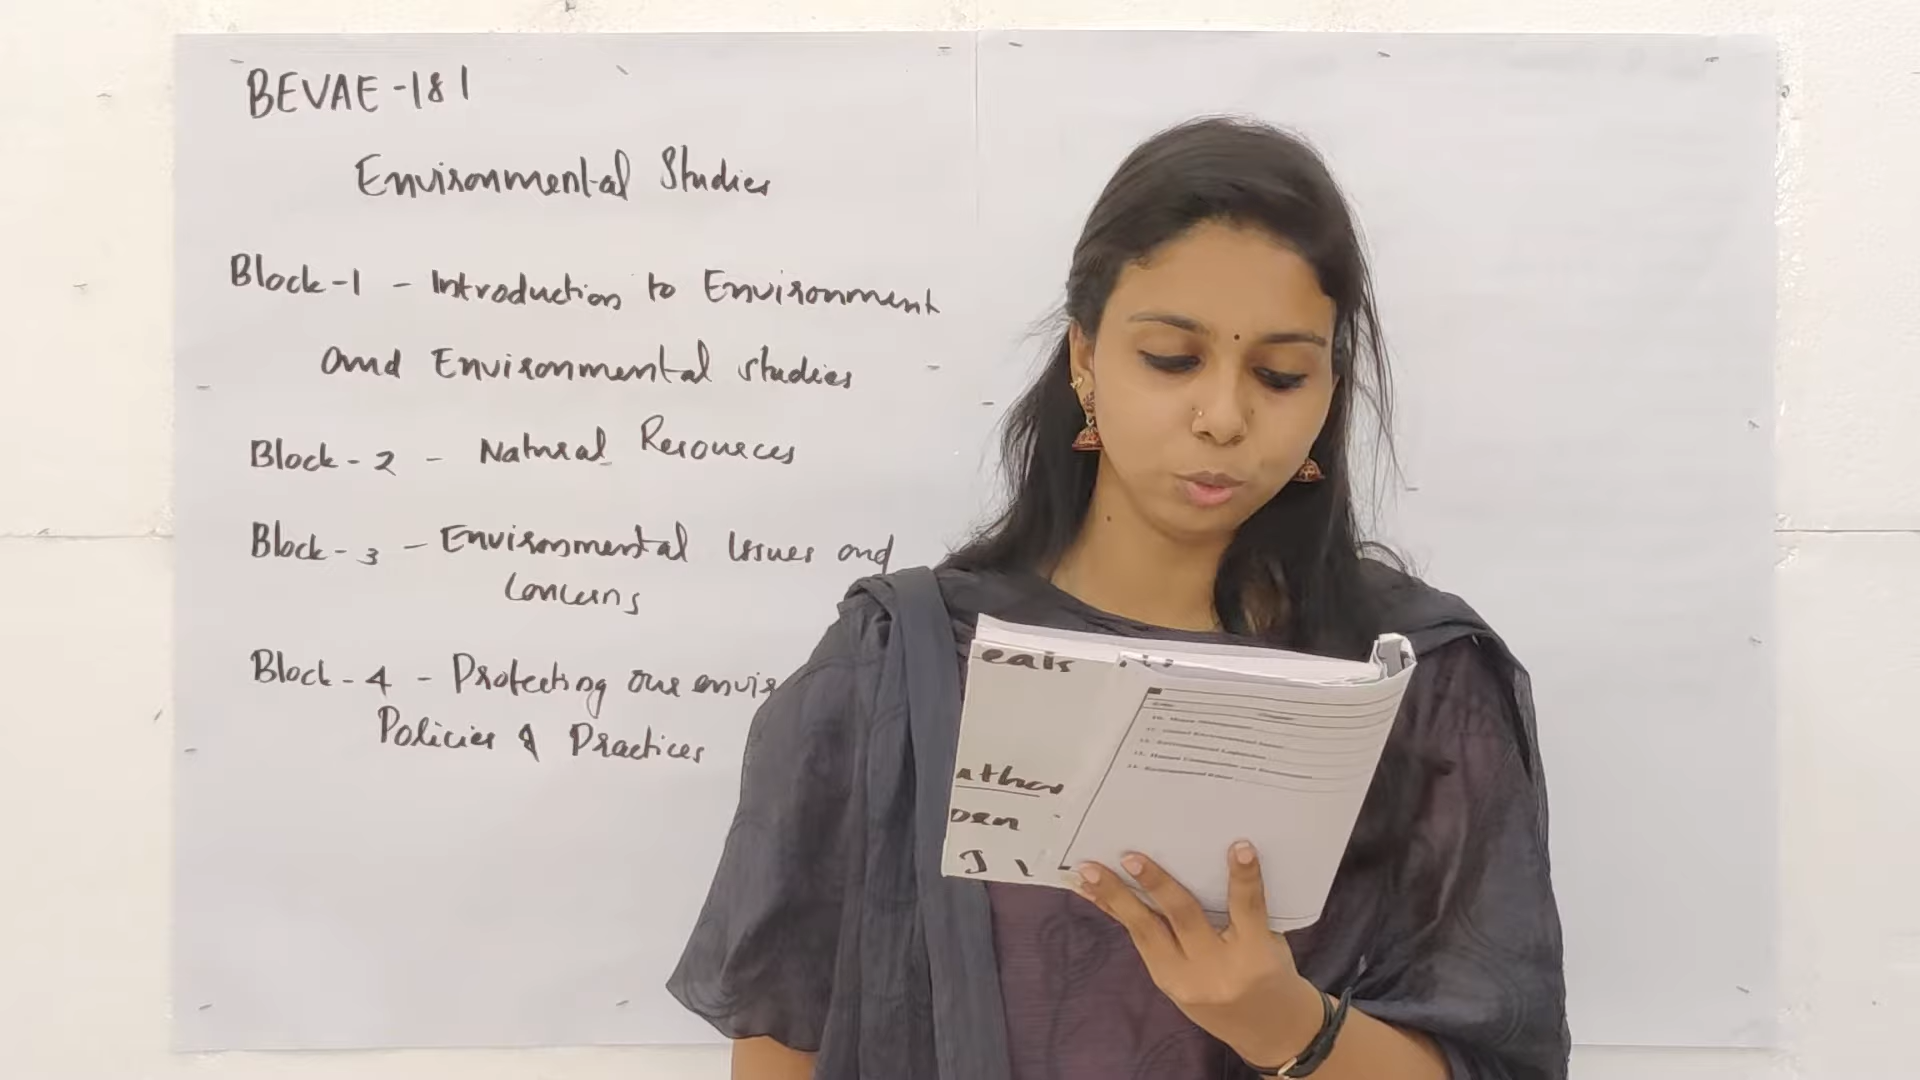 BEVAE-181
Environmental Studies
Block-1 - Introduction to Environment
and Environmental studies
Block-2 - Natural Resources
Block-3 - Environmental Issues and
Concerns
Block-4 - Protecting our envir
Policies & Practices